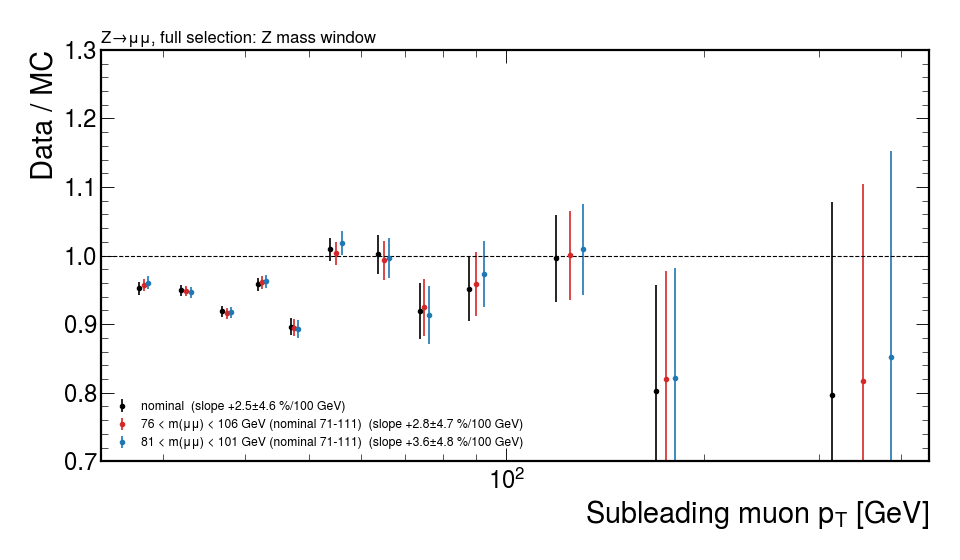 Z→μμ, full selection: Z mass window
Data / MC
1.3
1.2
1.1
1.0
0.9
0.8
0.7
nominal (slope +2.5±4.6 %/100 GeV)
76 < m(μμ) < 106 GeV (nominal 71-111) (slope +2.8±4.7 %/100 GeV)
81 < m(μμ) < 101 GeV (nominal 71-111) (slope +3.6±4.8 %/100 GeV)
10²
Subleading muon p_T [GeV]